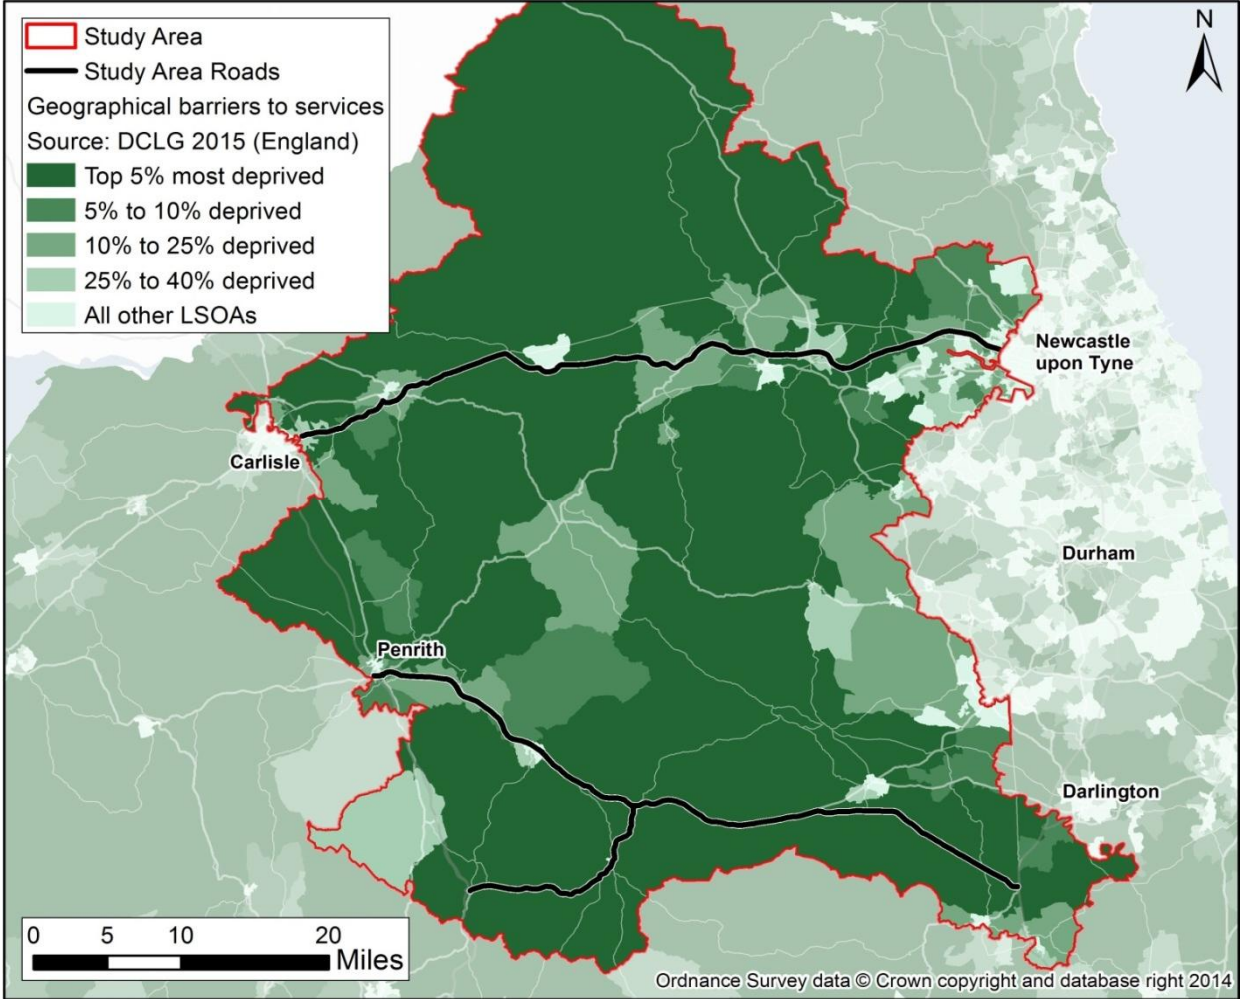 Study Area
Study Area Roads
Geographical barriers to services
Source: DCLG 2015 (England)
Top 5% most deprived
5% to 10% deprived
10% to 25% deprived
25% to 40% deprived
All other LSOAs
N
Newcastle
upon Tyne
Carlisle
Durham
Penrith
Darlington
0 5 10 20
Miles
Ordnance Survey data © Crown copyright and database right 2014